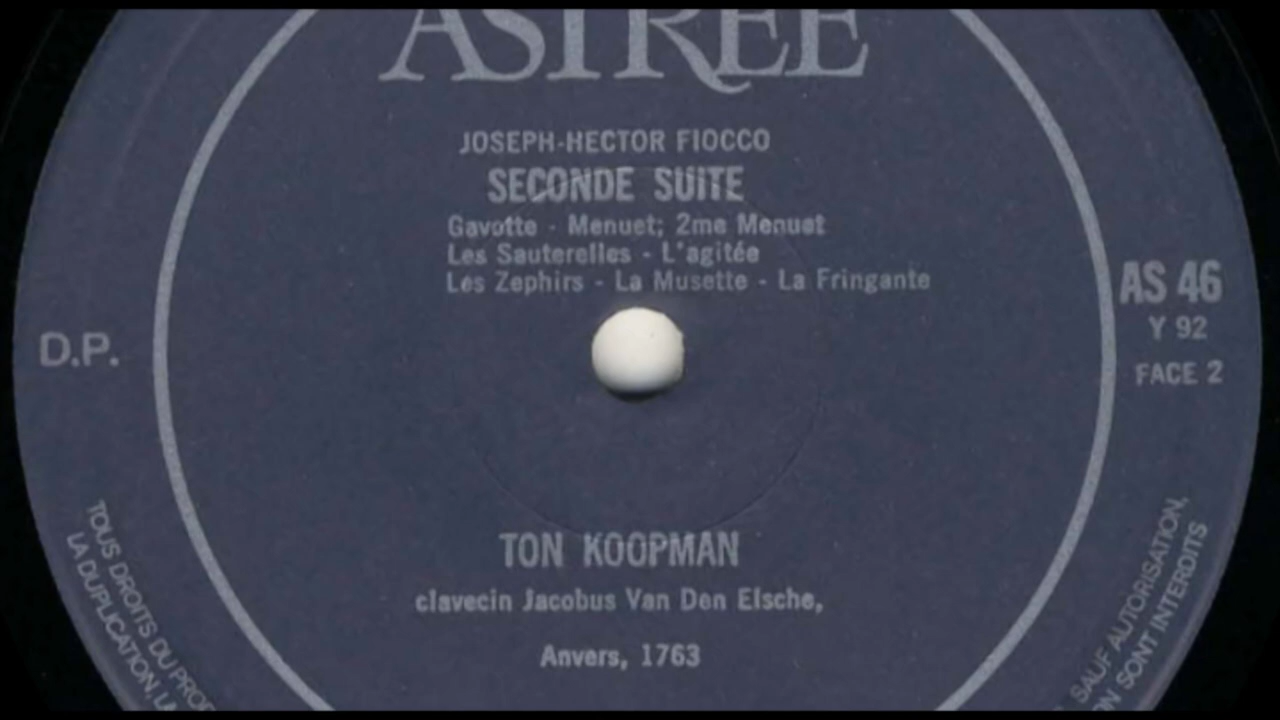 ASTRÉE
JOSEPH-HECTOR FIOCCO
SECONDE SUITE
Gavotte - Menuet; 2me Menuet
Les Sauterelles - L'agitée
Les Zephirs - La Musette - La Fringante
AS 46
Y 92
FACE 2
D.P.
TON KOOPMAN
clavecin Jacobus Van Den Elsche,
Anvers, 1763
TOUS DROITS DU
LA DUPLICATION,
SAUF AUTORISATION,
SONT INTERDITS